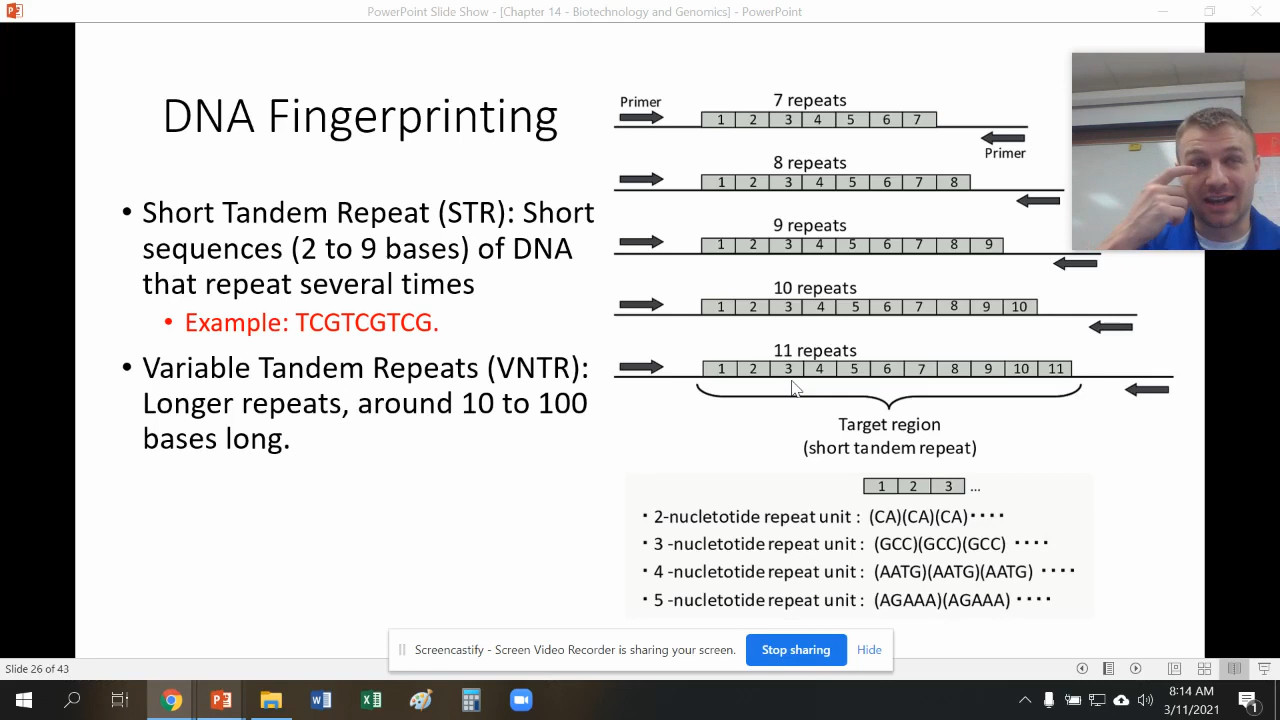 PowerPoint Slide Show - [Chapter 14 - Biotechnology and Genomics] - PowerPoint
DNA Fingerprinting
• Short Tandem Repeat (STR): Short
sequences (2 to 9 bases) of DNA
that repeat several times
• Example: TCGTCGTCG.
• Variable Tandem Repeats (VNTR):
Longer repeats, around 10 to 100
bases long.
Primer
7 repeats
1 2 3 4 5 6 7
Primer
8 repeats
1 2 3 4 5 6 7 8
9 repeats
1 2 3 4 5 6 7 8 9
10 repeats
1 2 3 4 5 6 7 8 9 10
11 repeats
1 2 3 4 5 6 7 8 9 10 11
Target region
(short tandem repeat)
1 2 3 ...
・2-nucletotide repeat unit : (CA)(CA)(CA)・・・・
・3 -nucletotide repeat unit : (GCC)(GCC)(GCC) ・・・・
・4 -nucletotide repeat unit : (AATG)(AATG)(AATG) ・・・・
・5 -nucletotide repeat unit : (AGAAA)(AGAAA) ・・・・
Screencastify - Screen Video Recorder is sharing your screen. Stop sharing Hide
Slide 26 of 43
8:14 AM
3/11/2021
1